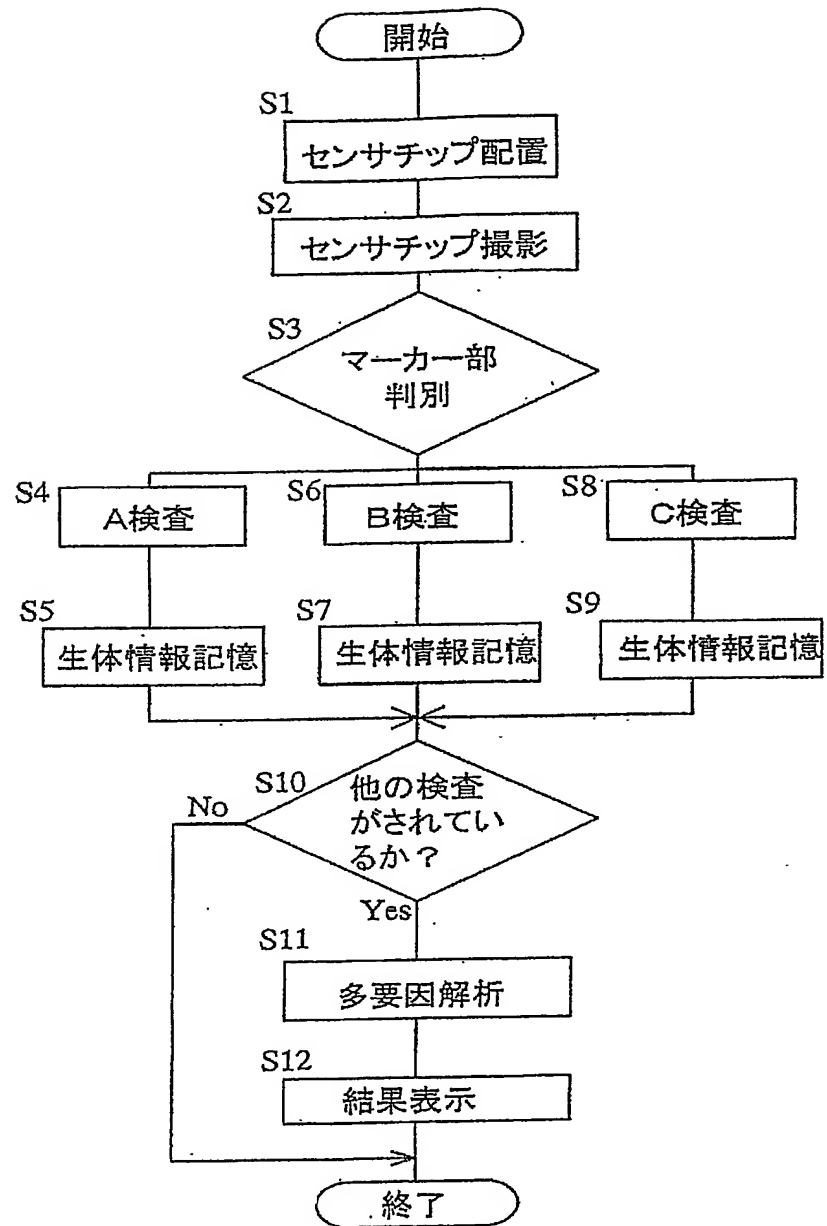 開始
S1
センサチップ配置
S2
センサチップ撮影
S3
マーカー部
判別
S4
A検査
S6
B検査
S8
C検査
S5
生体情報記憶
S7
生体情報記憶
S9
生体情報記憶
S10
他の検査
がされてい
るか？
No
Yes
S11
多要因解析
S12
結果表示
終了